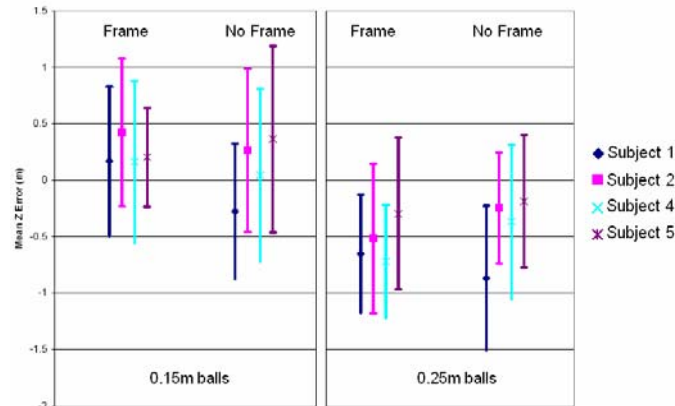 1.5
1
0.5
0
-0.5
-1
-1.5
-2
Mean Z Error (m)
Frame
No Frame
Frame
No Frame
0.15m balls
0.25m balls
Subject 1
Subject 2
Subject 4
Subject 5